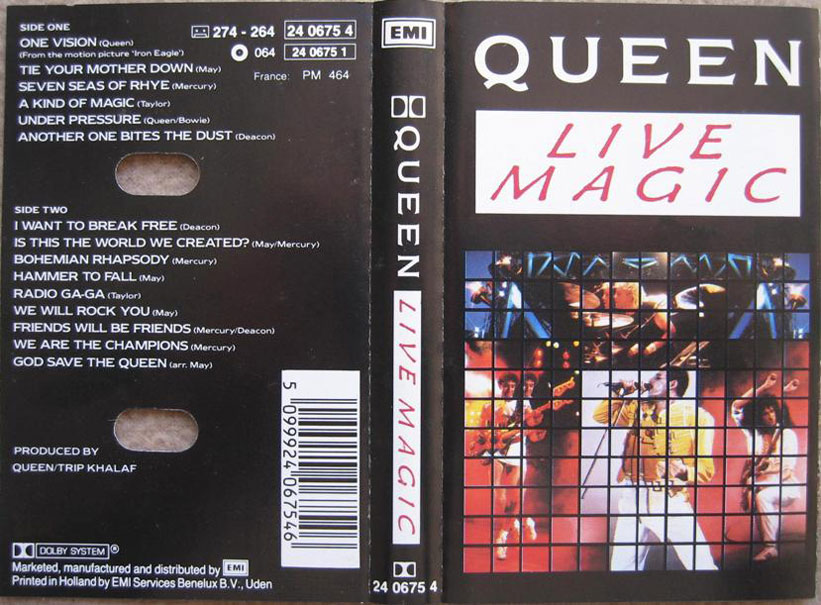 SIDE ONE
ONE VISION (Queen)
(From the motion picture 'Iron Eagle')
TIE YOUR MOTHER DOWN (May)
SEVEN SEAS OF RHYE (Mercury)
A KIND OF MAGIC (Taylor)
UNDER PRESSURE (Queen/Bowie)
ANOTHER ONE BITES THE DUST (Deacon)
274 - 264 24 0675 4
064 24 0675 1
France: PM 464
SIDE TWO
I WANT TO BREAK FREE (Deacon)
IS THIS THE WORLD WE CREATED? (May/Mercury)
BOHEMIAN RHAPSODY (Mercury)
HAMMER TO FALL (May)
RADIO GA-GA (Taylor)
WE WILL ROCK YOU (May)
FRIENDS WILL BE FRIENDS (Mercury/Deacon)
WE ARE THE CHAMPIONS (Mercury)
GOD SAVE THE QUEEN (arr. May)
PRODUCED BY
QUEEN/TRIP KHALAF
5 099924 067546
DOLBY SYSTEM®
Marketed, manufactured and distributed by EMI
Printed in Holland by EMI Services Benelux B.V., Uden
EMI
QUEEN LIVE MAGIC
24 0675 4
QUEEN
LIVE
MAGIC